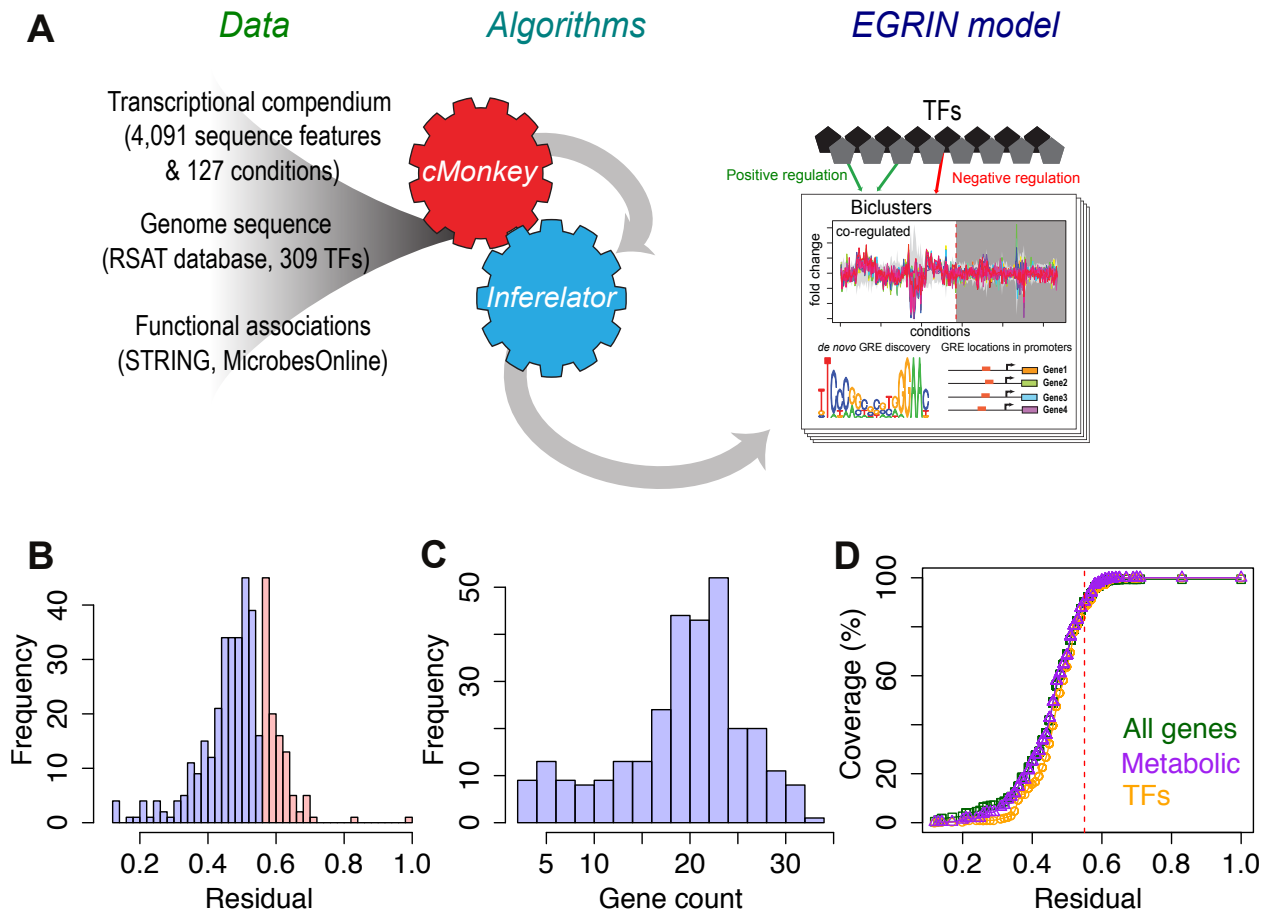 A
Data
Algorithms
EGRIN model
Transcriptional compendium
(4,091 sequence features
& 127 conditions)
Genome sequence
(RSAT database, 309 TFs)
Functional associations
(STRING, MicrobesOnline)
cMonkey
Inferelator
TFs
Positive regulation
Negative regulation
Biclusters
co-regulated
fold change
conditions
de novo GRE discovery
GRE locations in promoters
Gene1
Gene2
Gene3
Gene4
B
Frequency
0 10 20 30 40
0.2 0.4 0.6 0.8 1.0
Residual
C
Frequency
0 10 30 50
5 10 20 30
Gene count
D
Coverage (%)
0 20 60 100
All genes
Metabolic
TFs
0.2 0.4 0.6 0.8 1.0
Residual